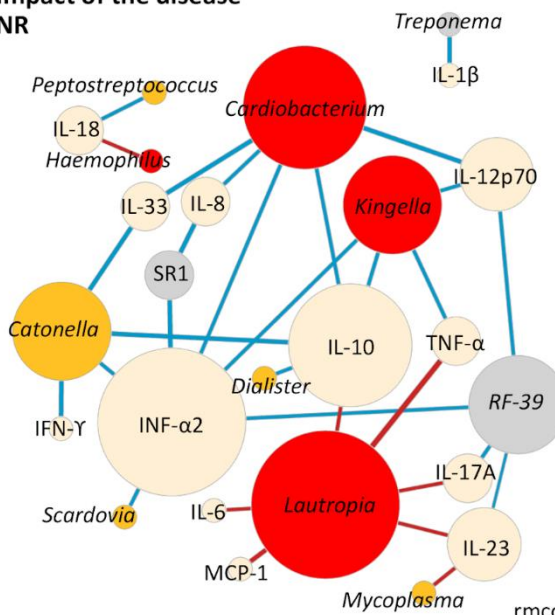 impact of the disease
NR
Treponema
IL-1β
Peptostreptococcus
Cardiobacterium
IL-18
Haemophilus
IL-12p70
IL-33
IL-8
Kingella
SR1
Catonella
IL-10
TNF-α
Dialister
RF-39
IFN-ϒ
INF-α2
IL-17A
Scardovia
IL-6
Lautropia
IL-23
MCP-1
Mycoplasma
rmco